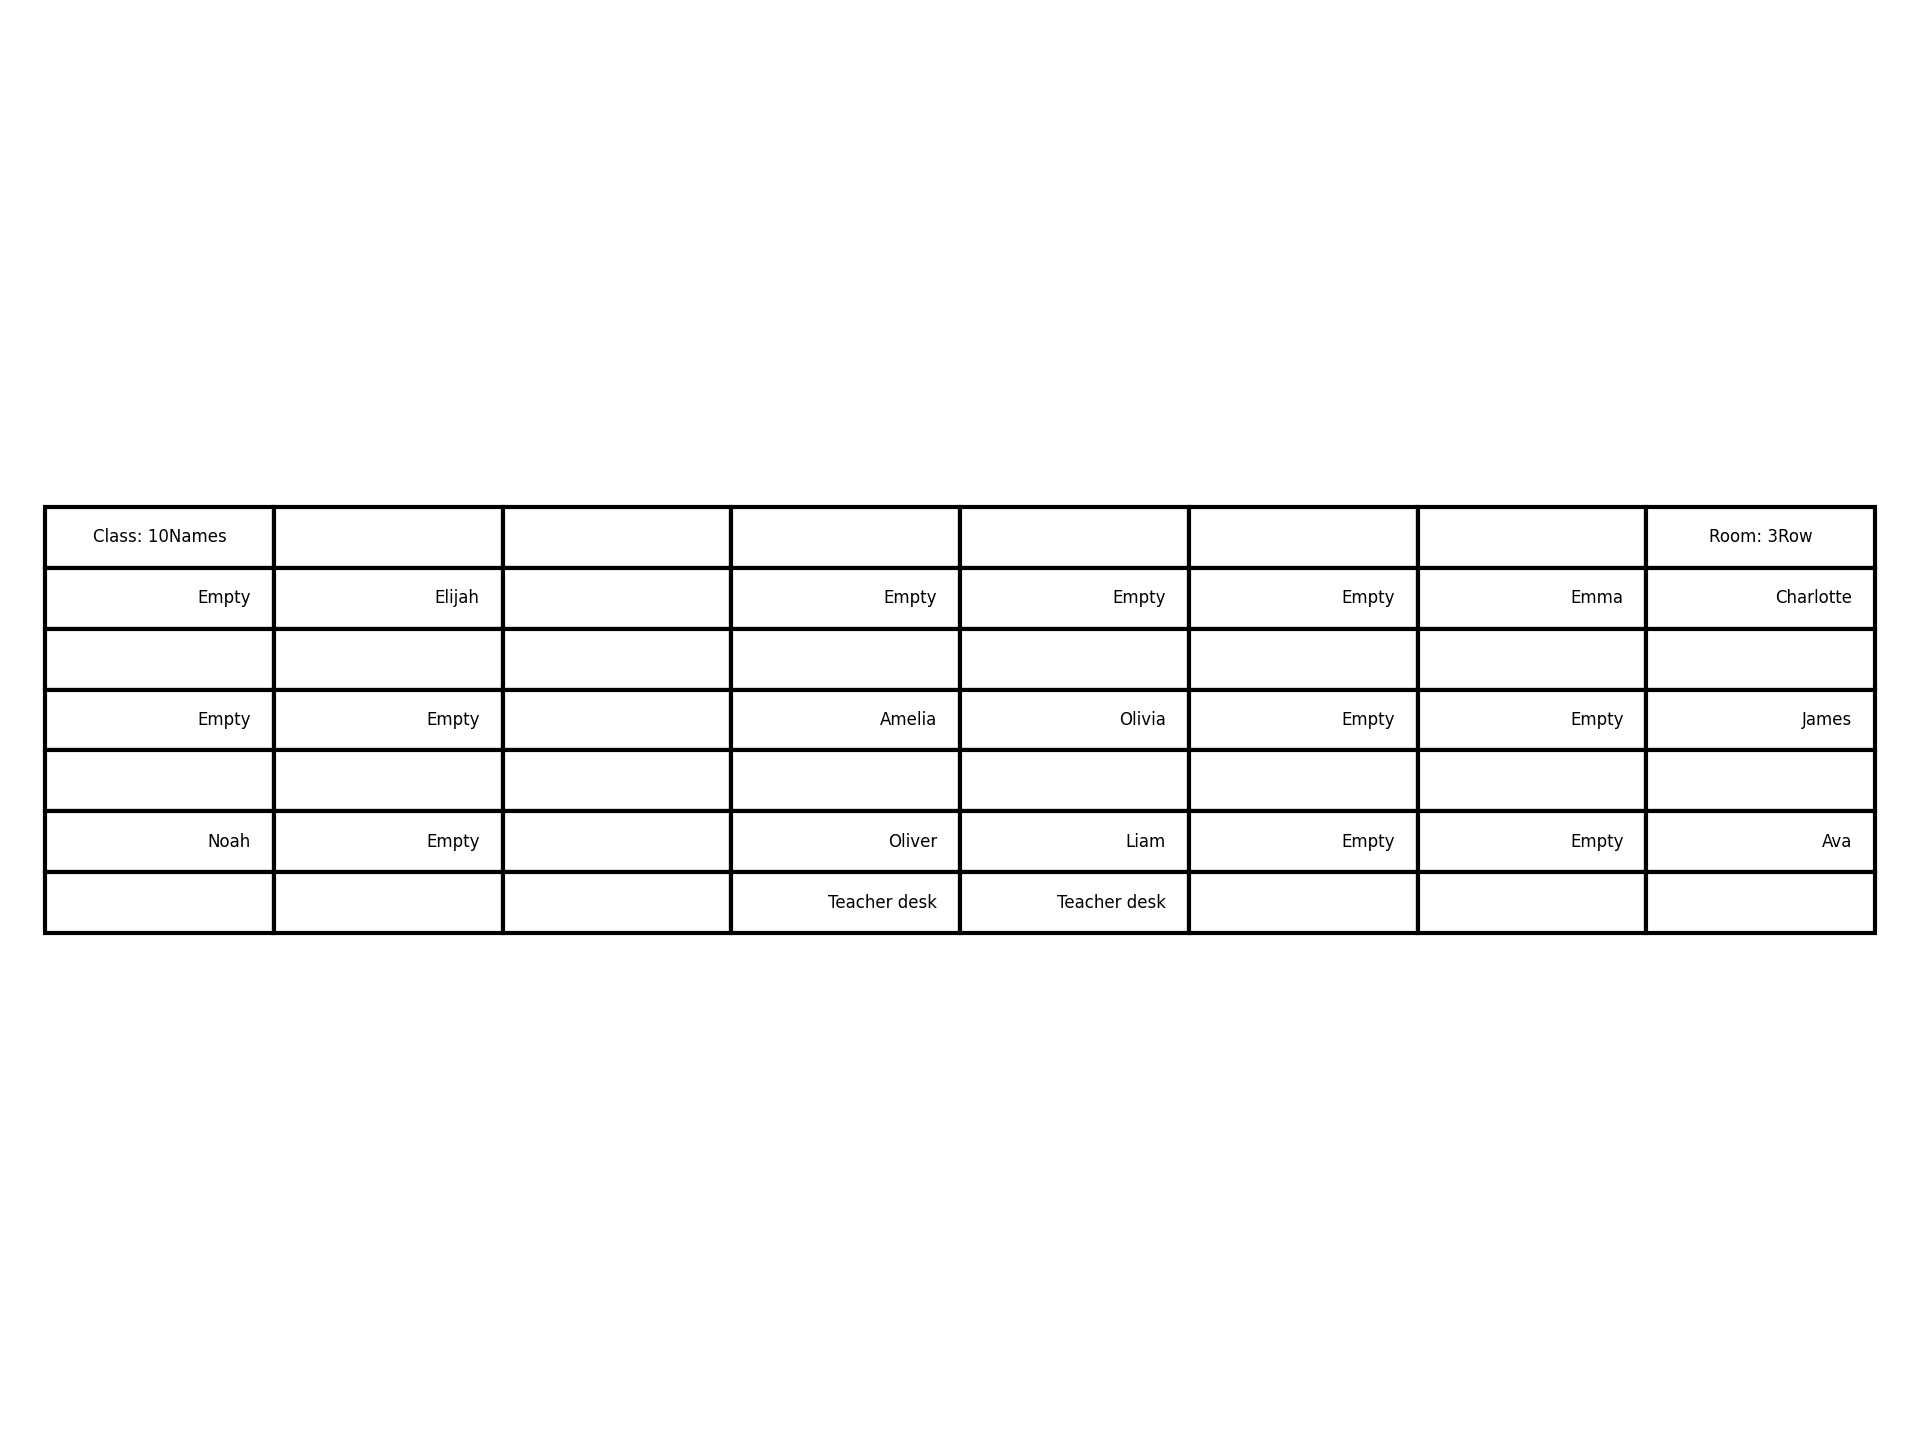 Class: 10Names Room: 3Row
Empty Elijah Empty Empty Empty Emma Charlotte
Empty Empty Amelia Olivia Empty Empty James
Noah Empty Oliver Liam Empty Empty Ava
Teacher desk Teacher desk